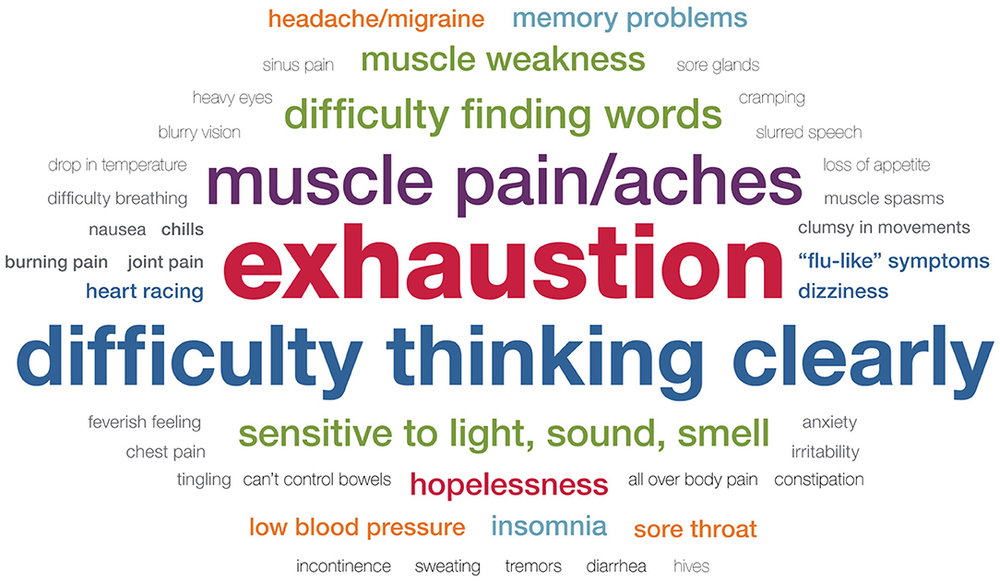 headache/migraine memory problems
sinus pain muscle weakness sore glands
heavy eyes difficulty finding words cramping
blurry vision slurred speech
drop in temperature muscle pain/aches loss of appetite
difficulty breathing muscle spasms
nausea chills exhaustion clumsy in movements
burning pain joint pain “flu-like” symptoms
heart racing dizziness
difficulty thinking clearly
feverish feeling sensitive to light, sound, smell anxiety
chest pain irritability
tingling can't control bowels hopelessness all over body pain constipation
low blood pressure insomnia sore throat
incontinence sweating tremors diarrhea hives